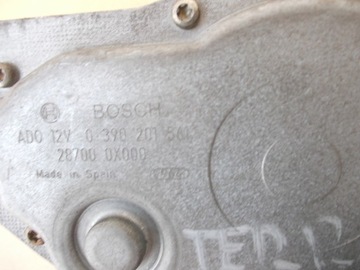 BOSCH
ADO 12V 0 390 201 561
28700 0X000
Made in Spain